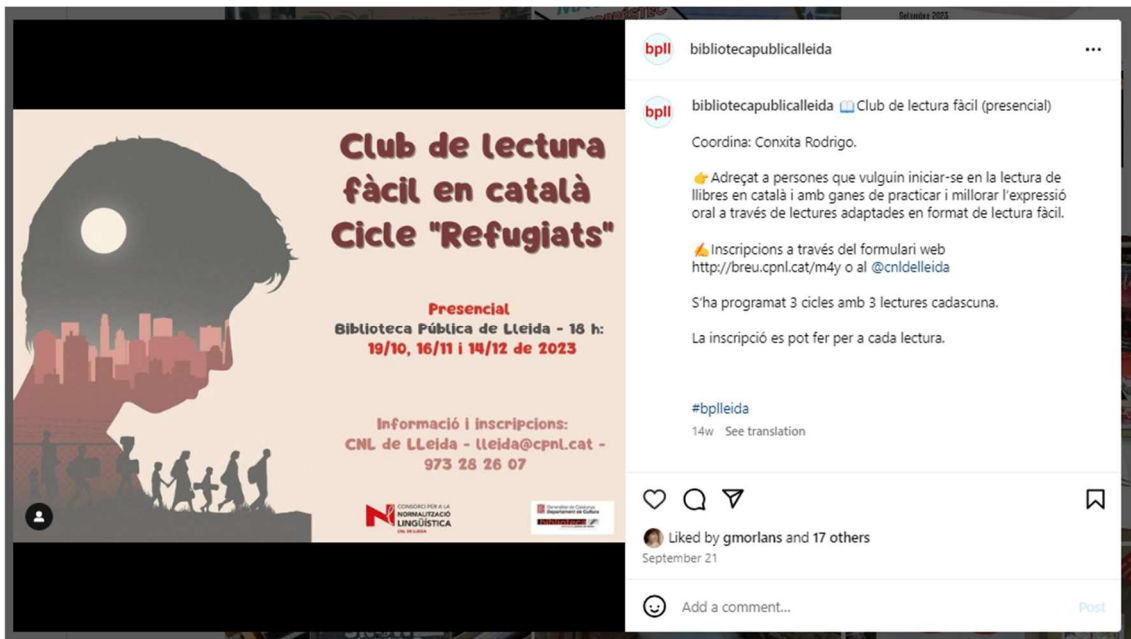 Setembre 2023
Club de lectura
fàcil en català
Cicle "Refugiats"
Presencial
Biblioteca Pública de Lleida - 18 h:
19/10, 16/11 i 14/12 de 2023
Informació i inscripcions:
CNL de LLeida - lleida@cpnl.cat -
973 28 26 07
CONSORCI PER A LA
NORMALITZACIÓ
LINGÜÍSTICA
CNL DE LLEIDA
Generalitat de Catalunya
Departament de Cultura
biblioteca
bpll
bibliotecapublicalleida
bpll
bibliotecapublicalleida 📖Club de lectura fàcil (presencial)
Coordina: Conxita Rodrigo.
👉Adreçat a persones que vulguin iniciar-se en la lectura de
llibres en català i amb ganes de practicar i millorar l'expressió
oral a través de lectures adaptades en format de lectura fàcil.
✍Inscripcions a través del formulari web
http://breu.cpnl.cat/m4y o al @cnldelleida
S'ha programat 3 cicles amb 3 lectures cadascuna.
La inscripció es pot fer per a cada lectura.
#bplleida
14w See translation
Liked by gmorlans and 17 others
September 21
Add a comment...
Post